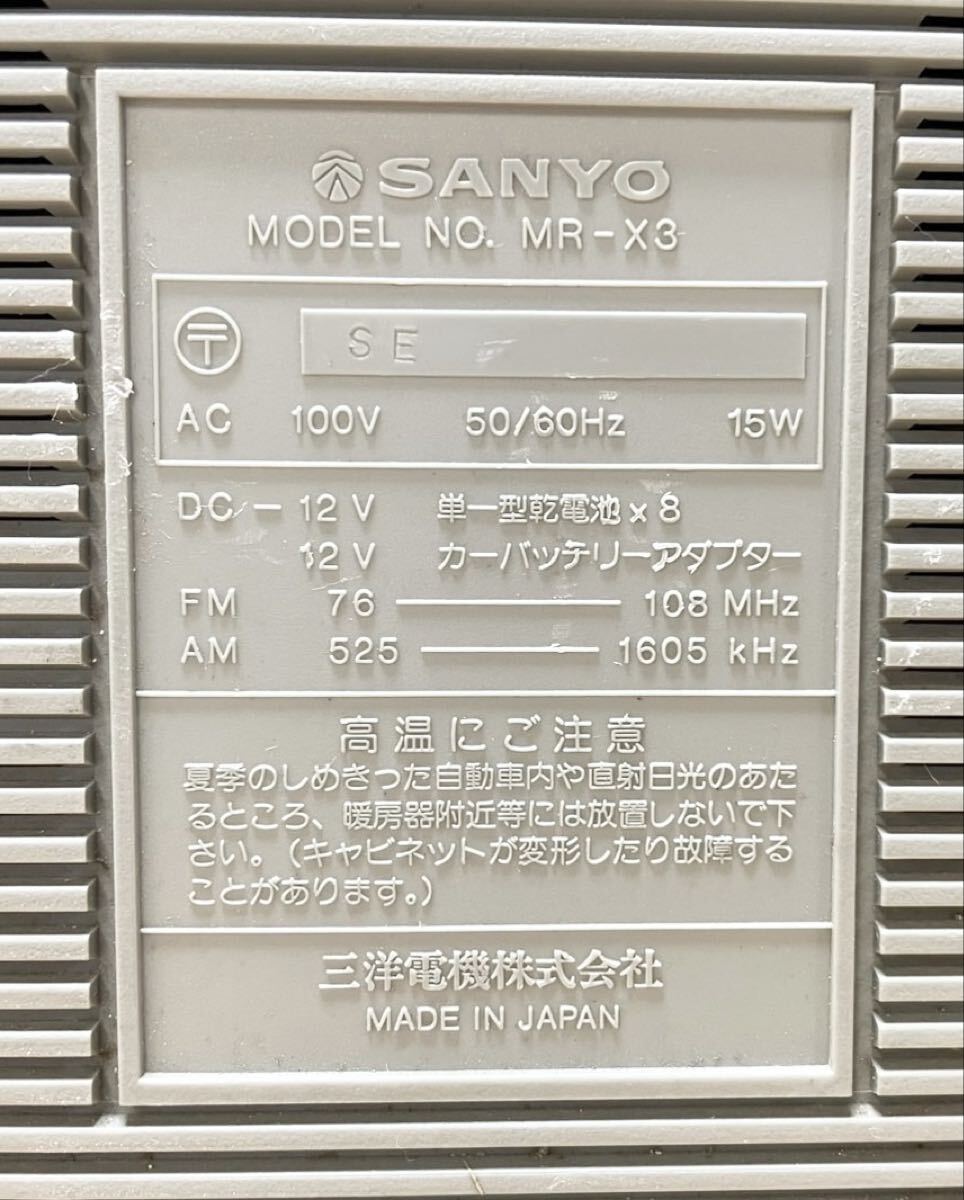 SANYO
MODEL NO. MR-X3
〒 SE
AC 100V 50/60Hz 15W
DC - 12 V 単一型乾電池 x 8
12 V カーバッテリーアダプター
FM 76 — 108 MHz
AM 525 — 1605 kHz
高温にご注意
夏季のしめきった自動車内や直射日光のあた
るところ、暖房器附近等には放置しないで下
さい。(キャビネットが変形したり故障する
ことがあります。)
三洋電機株式会社
MADE IN JAPAN